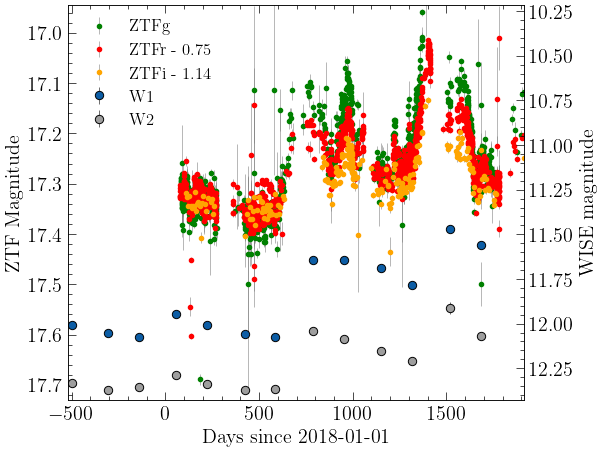 ZTFg
ZTFr - 0.75
ZTFi - 1.14
W1
W2
17.0
17.1
17.2
17.3
17.4
17.5
17.6
17.7
ZTF Magnitude
10.25
10.50
10.75
11.00
11.25
11.50
11.75
12.00
12.25
WISE magnitude
−500
0
500
1000
1500
Days since 2018-01-01